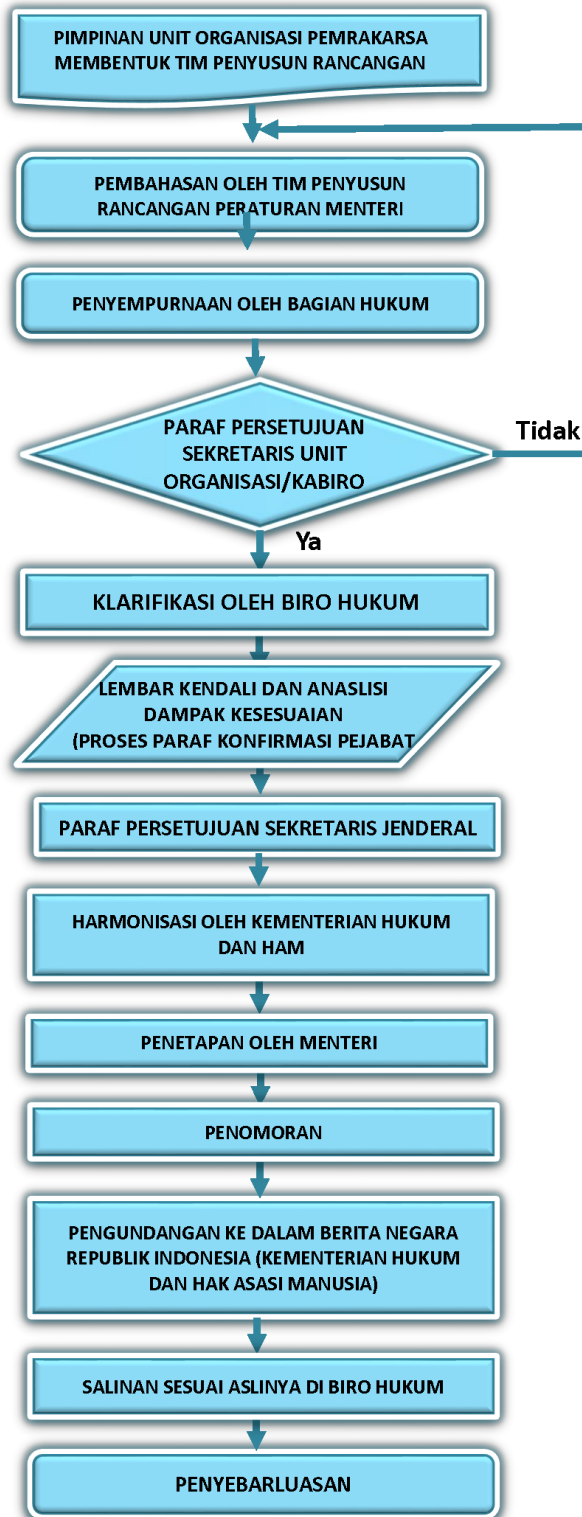 PIMPINAN UNIT ORGANISASI PEMRAKARSA
MEMBENTUK TIM PENYUSUN RANCANGAN
PEMBAHASAN OLEH TIM PENYUSUN
RANCANGAN PERATURAN MENTERI
PENYEMPURNAAN OLEH BAGIAN HUKUM
PARAF PERSETUJUAN
SEKRETARIS UNIT
ORGANISASI/KABIRO
Tidak
Ya
KLARIFIKASI OLEH BIRO HUKUM
LEMBAR KENDALI DAN ANASLISI
DAMPAK KESESUAIAN
(PROSES PARAF KONFIRMASI PEJABAT
PARAF PERSETUJUAN SEKRETARIS JENDERAL
HARMONISASI OLEH KEMENTERIAN HUKUM
DAN HAM
PENETAPAN OLEH MENTERI
PENOMORAN
PENGUNDANGAN KE DALAM BERITA NEGARA
REPUBLIK INDONESIA (KEMENTERIAN HUKUM
DAN HAK ASASI MANUSIA)
SALINAN SESUAI ASLINYA DI BIRO HUKUM
PENYEBARLUASAN